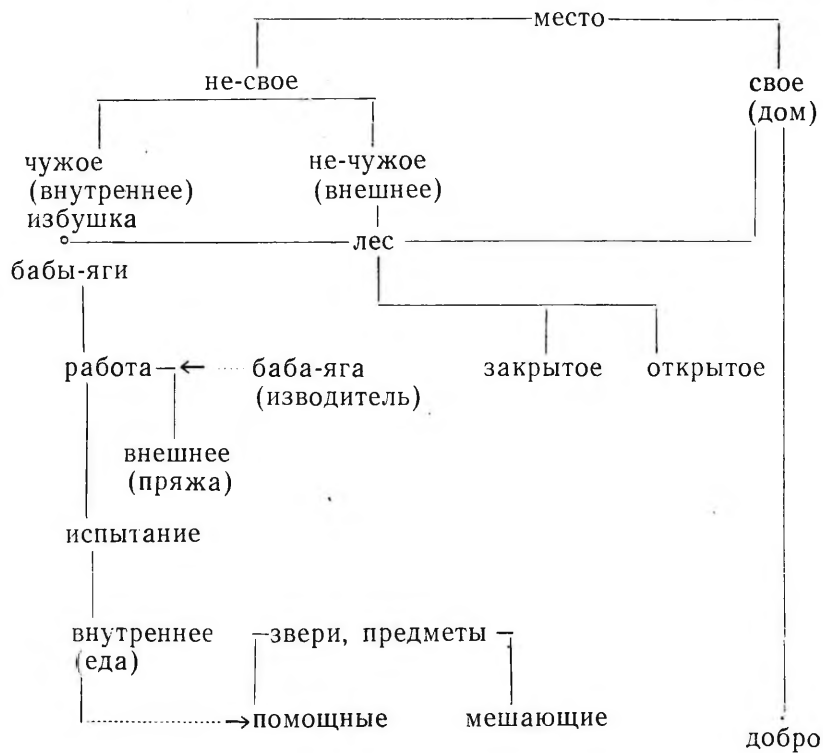 место
не-свое
свое
(дом)
чужое
(внутреннее)
избушка
не-чужое
(внешнее)
лес
бабы-яги
работа
баба-яга
(изводитель)
закрытое
открытое
внешнее
(пряжа)
испытание
внутреннее
(еда)
звери, предметы
помощные
мешающие
добро